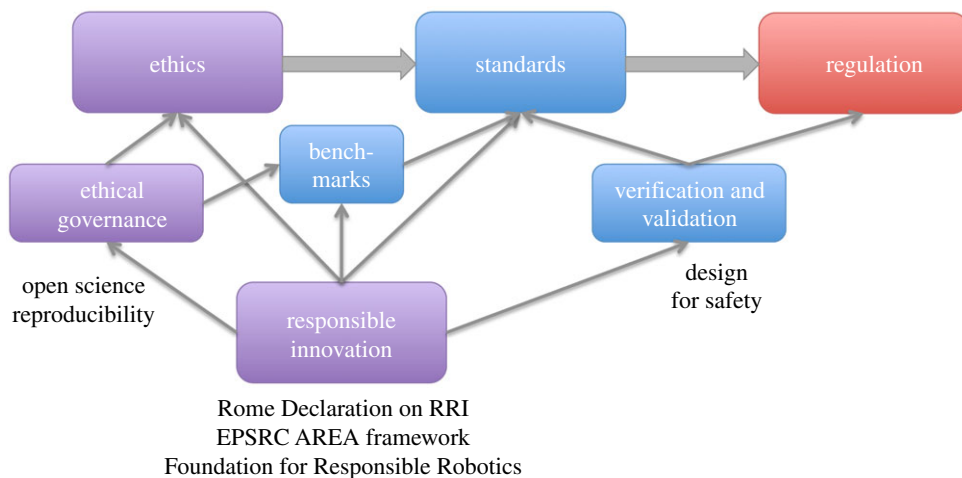 ethics
standards
regulation
bench-
marks
ethical
governance
verification and
validation
open science
reproducibility
design
for safety
responsible
innovation
Rome Declaration on RRI
EPSRC AREA framework
Foundation for Responsible Robotics